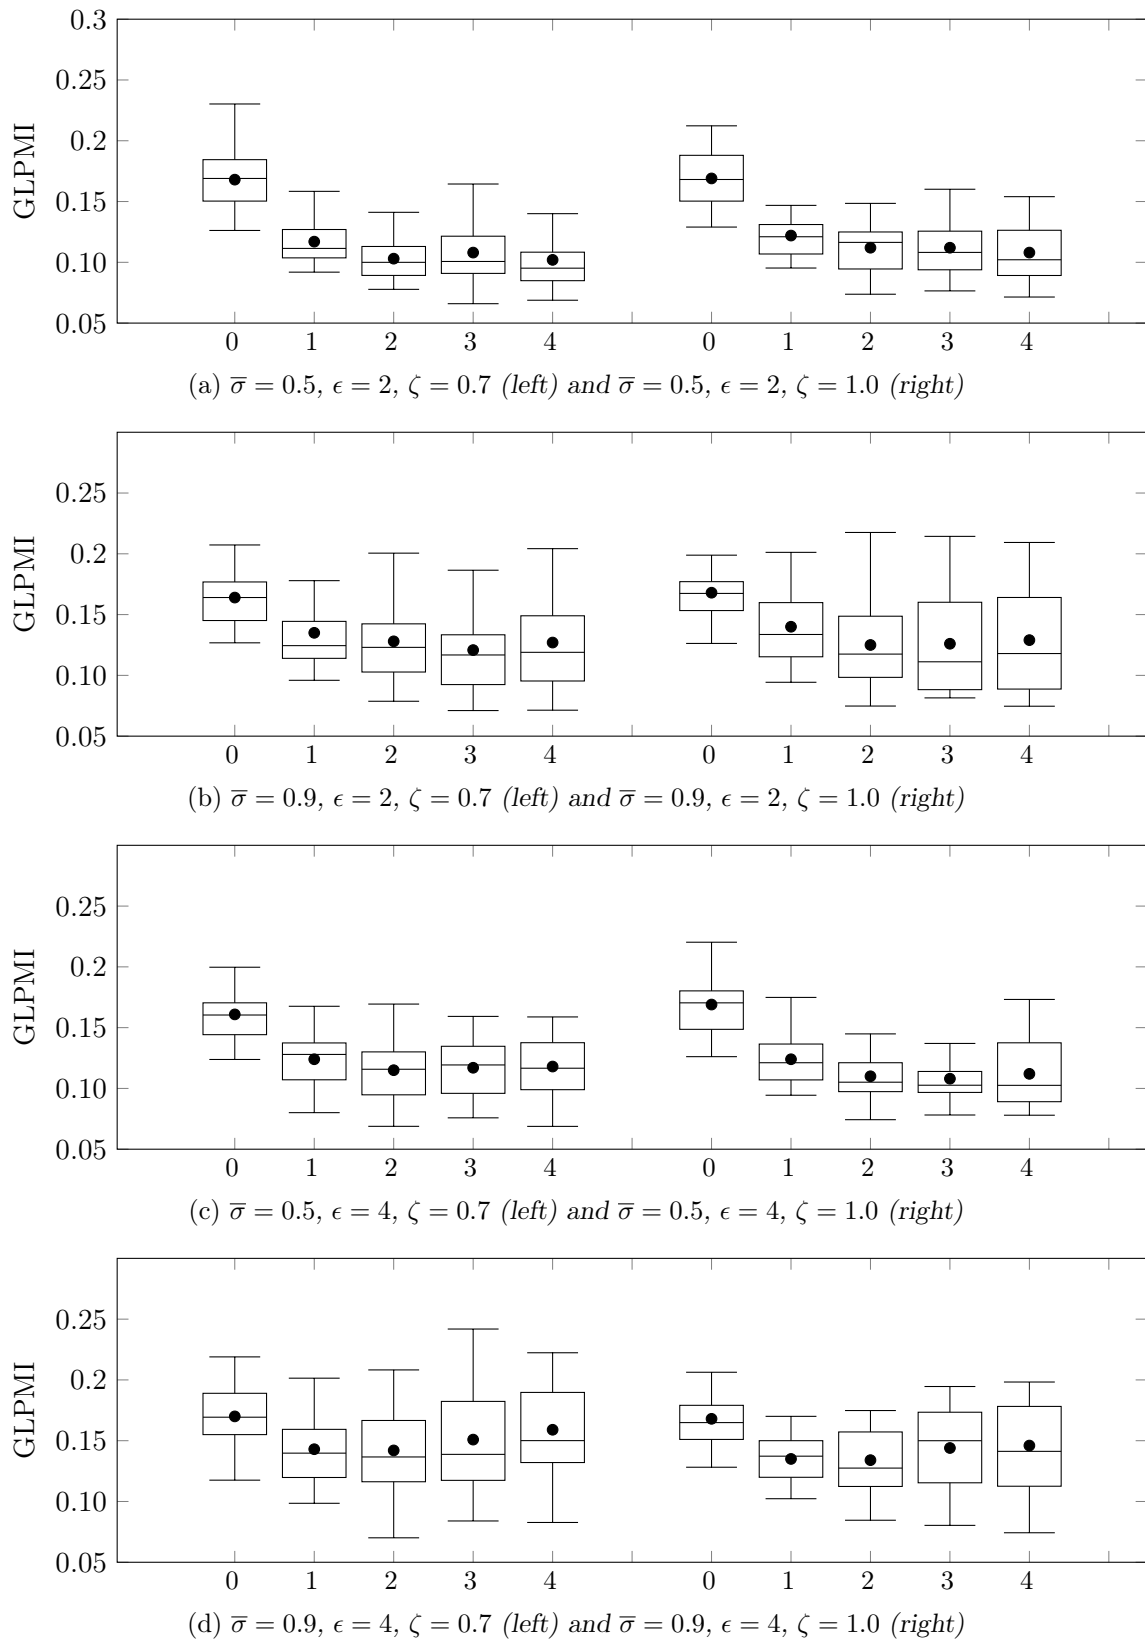 0.3
0.25
0.2
0.15
0.10
0.05
GLPMI
0 1 2 3 4 0 1 2 3 4
(a) σ̅ = 0.5, ϵ = 2, ζ = 0.7 (left) and σ̅ = 0.5, ϵ = 2, ζ = 1.0 (right)
0.25
0.2
0.15
0.10
0.05
GLPMI
0 1 2 3 4 0 1 2 3 4
(b) σ̅ = 0.9, ϵ = 2, ζ = 0.7 (left) and σ̅ = 0.9, ϵ = 2, ζ = 1.0 (right)
0.25
0.2
0.15
0.10
0.05
GLPMI
0 1 2 3 4 0 1 2 3 4
(c) σ̅ = 0.5, ϵ = 4, ζ = 0.7 (left) and σ̅ = 0.5, ϵ = 4, ζ = 1.0 (right)
0.25
0.2
0.15
0.10
0.05
GLPMI
0 1 2 3 4 0 1 2 3 4
(d) σ̅ = 0.9, ϵ = 4, ζ = 0.7 (left) and σ̅ = 0.9, ϵ = 4, ζ = 1.0 (right)